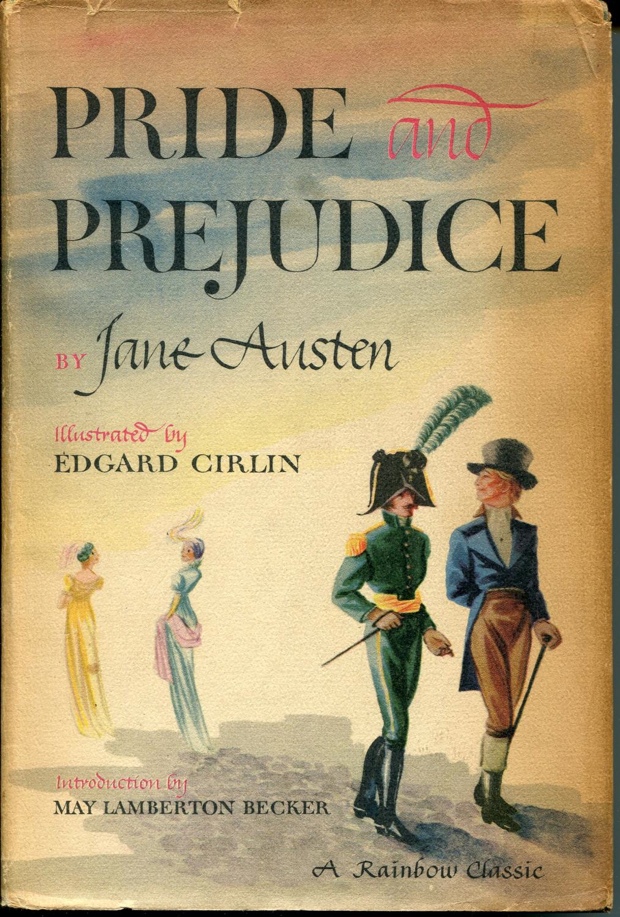 PRIDE and
PREJUDICE
BY Jane Austen
Illustrated by
EDGARD CIRLIN
Introduction by
MAY LAMBERTON BECKER
A Rainbow Classic